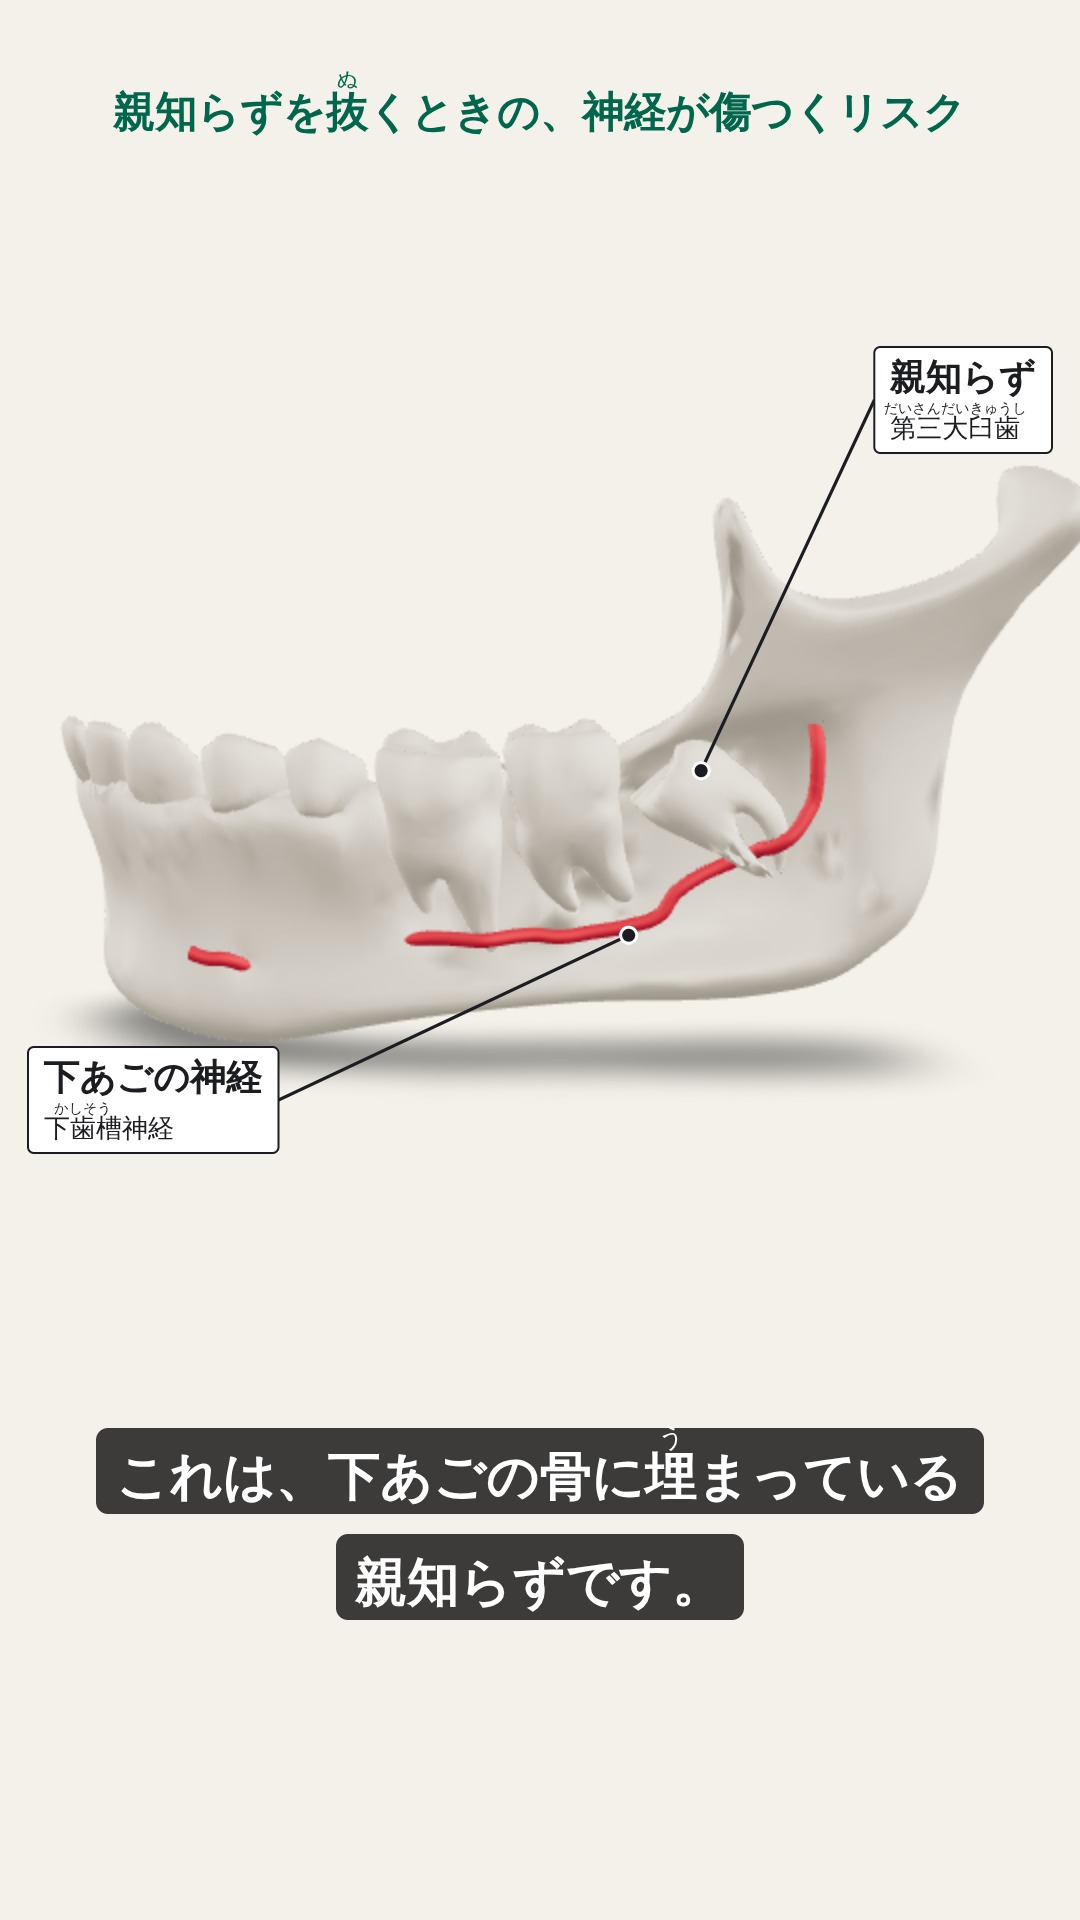 親知らずを抜くときの、神経が傷つくリスク
ぬ
親知らず
だいさんだいきゅうし
第三大臼歯
下あごの神経
かしそう
下歯槽神経
う
これは、下あごの骨に埋まっている
親知らずです。